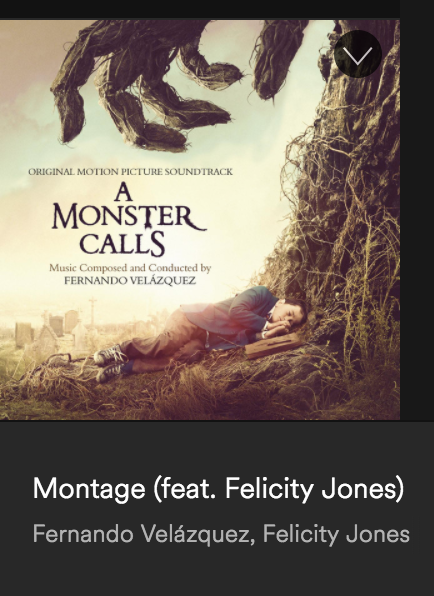 ORIGINAL MOTION PICTURE SOUNDTRACK
A
MONSTER
CALLS
Music Composed and Conducted by
FERNANDO VELÁZQUEZ
Montage (feat. Felicity Jones)
Fernando Velázquez, Felicity Jones